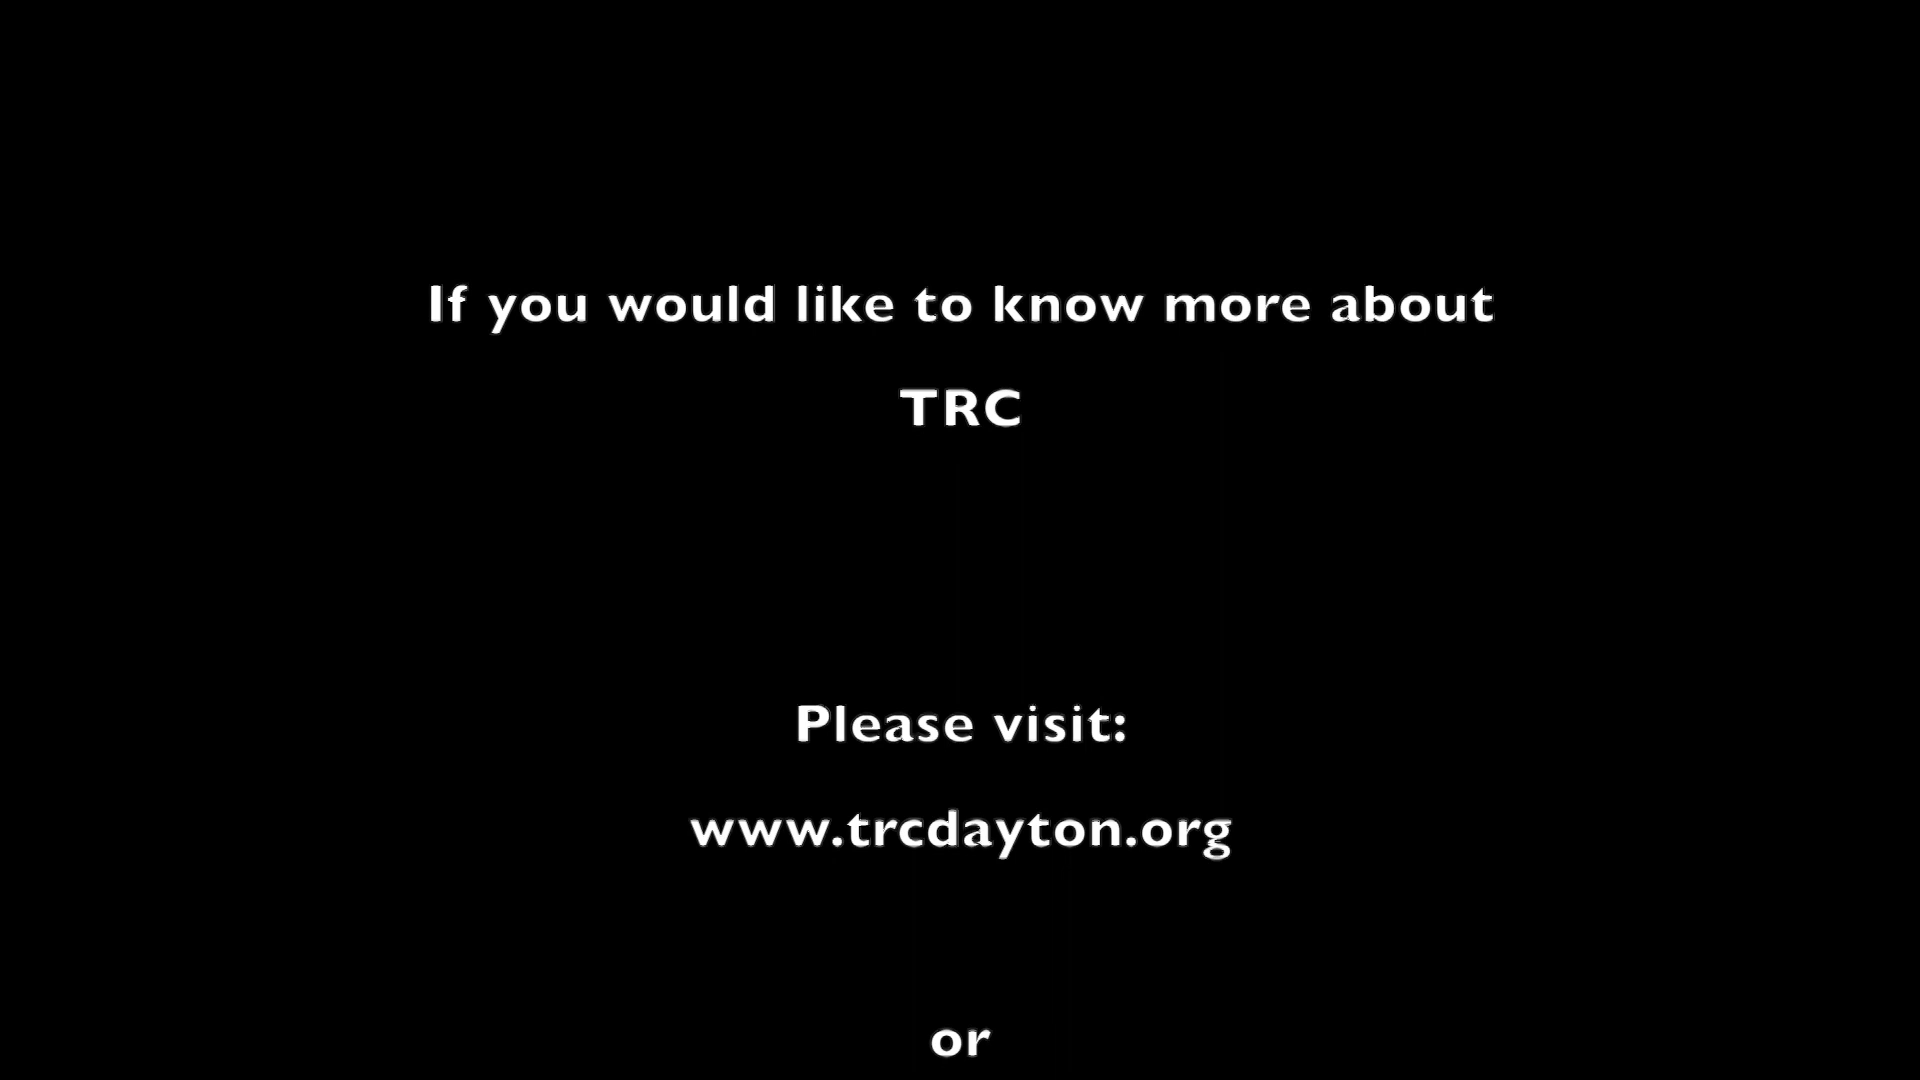 If you would like to know more about
TRC
Please visit:
www.trcdayton.org
or